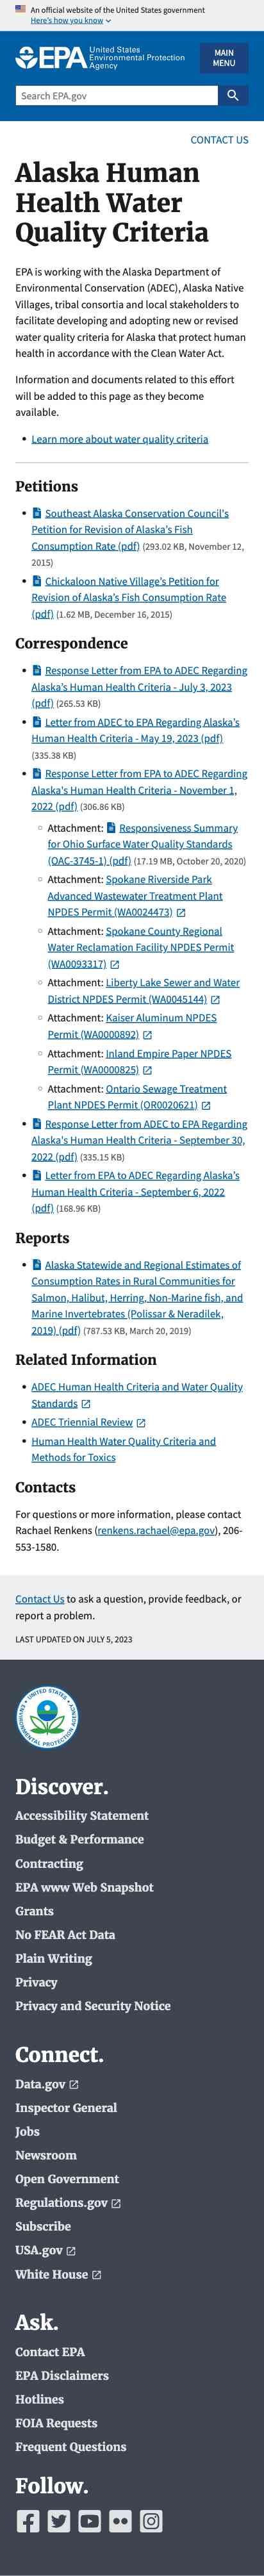 An official website of the United States government
Here's how you know
EPA United States
Environmental Protection
Agency
MAIN
MENU
Search EPA.gov
CONTACT US
Alaska Human
Health Water
Quality Criteria
EPA is working with the Alaska Department of
Environmental Conservation (ADEC), Alaska Native
Villages, tribal consortia and local stakeholders to
facilitate developing and adopting new or revised
water quality criteria for Alaska that protect human
health in accordance with the Clean Water Act.
Information and documents related to this effort
will be added to this page as they become
available.
Learn more about water quality criteria
Petitions
Southeast Alaska Conservation Council's
Petition for Revision of Alaska's Fish
Consumption Rate (pdf) (293.02 KB, November 12,
2015)
Chickaloon Native Village's Petition for
Revision of Alaska's Fish Consumption Rate
(pdf) (1.62 MB, December 16, 2015)
Correspondence
Response Letter from EPA to ADEC Regarding
Alaska's Human Health Criteria - July 3, 2023
(pdf) (265.53 KB)
Letter from ADEC to EPA Regarding Alaska's
Human Health Criteria - May 19, 2023 (pdf)
(335.38 KB)
Response Letter from EPA to ADEC Regarding
Alaska's Human Health Criteria - November 1,
2022 (pdf) (306.86 KB)
Attachment: Responsiveness Summary
for Ohio Surface Water Quality Standards
(OAC-3745-1) (pdf) (17.19 MB, October 20, 2020)
Attachment: Spokane Riverside Park
Advanced Wastewater Treatment Plant
NPDES Permit (WA0024473)
Attachment: Spokane County Regional
Water Reclamation Facility NPDES Permit
(WA0093317)
Attachment: Liberty Lake Sewer and Water
District NPDES Permit (WA0045144)
Attachment: Kaiser Aluminum NPDES
Permit (WA0000892)
Attachment: Inland Empire Paper NPDES
Permit (WA0000825)
Attachment: Ontario Sewage Treatment
Plant NPDES Permit (OR0020621)
Response Letter from ADEC to EPA Regarding
Alaska's Human Health Criteria - September 30,
2022 (pdf) (335.15 KB)
Letter from EPA to ADEC Regarding Alaska's
Human Health Criteria - September 6, 2022
(pdf) (168.96 KB)
Reports
Alaska Statewide and Regional Estimates of
Consumption Rates in Rural Communities for
Salmon, Halibut, Herring, Non-Marine fish, and
Marine Invertebrates (Polissar & Neradilek,
2019) (pdf) (787.53 KB, March 20, 2019)
Related Information
ADEC Human Health Criteria and Water Quality
Standards
ADEC Triennial Review
Human Health Water Quality Criteria and
Methods for Toxics
Contacts
For questions or more information, please contact
Rachael Renkens (renkens.rachael@epa.gov), 206-
553-1580.
Contact Us to ask a question, provide feedback, or
report a problem.
LAST UPDATED ON JULY 5, 2023
UNITED STATES
ENVIRONMENTAL PROTECTION AGENCY
Discover.
Accessibility Statement
Budget & Performance
Contracting
EPA www Web Snapshot
Grants
No FEAR Act Data
Plain Writing
Privacy
Privacy and Security Notice
Connect.
Data.gov
Inspector General
Jobs
Newsroom
Open Government
Regulations.gov
Subscribe
USA.gov
White House
Ask.
Contact EPA
EPA Disclaimers
Hotlines
FOIA Requests
Frequent Questions
Follow.